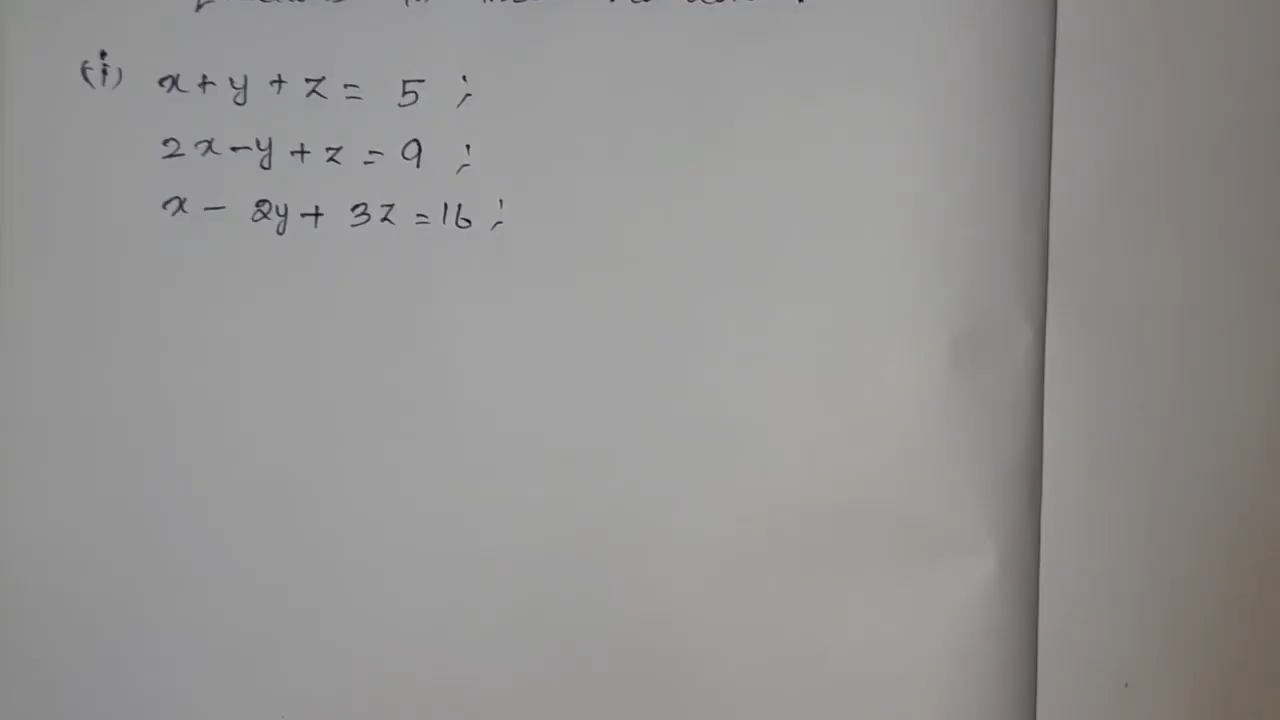 (i) x + y + z = 5 ;
2x - y + z = 9 ;
x - 2y + 3z = 16 ;